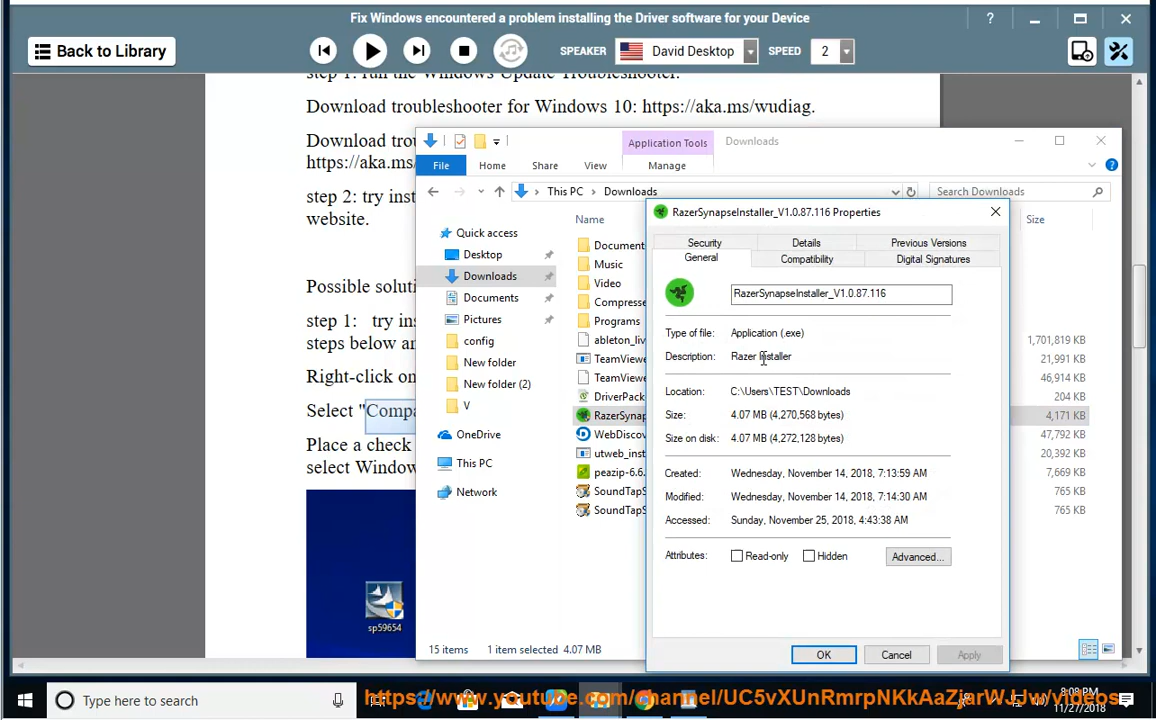 Fix Windows encountered a problem installing the Driver software for your Device
?
Back to Library
SPEAKER
David Desktop
SPEED
2
step 1: run the Windows Update Troubleshooter.
Download troubleshooter for Windows 10: https://aka.ms/wudiag.
Download trou
https://aka.ms/
step 2: try inst
website.
Possible soluti
step 1: try ins
steps below an
Right-click on
Select "Compa
Place a check
select Window
sp59654
Application Tools
Downloads
File
Home
Share
View
Manage
This PC
Downloads
Search Downloads
Quick access
Desktop
Downloads
Documents
Pictures
config
New folder
New folder (2)
V
OneDrive
This PC
Network
Name
Size
Document
Music
Video
Compresse
Programs
ableton_liv
1,701,819 KB
TeamViewe
21,991 KB
TeamViewe
46,914 KB
DriverPack
204 KB
RazerSynap
4,171 KB
WebDiscov
47,792 KB
utweb_inst
20,392 KB
peazip-6.6.
7,669 KB
SoundTapS
765 KB
SoundTapS
765 KB
15 items
1 item selected 4.07 MB
RazerSynapseInstaller_V1.0.87.116 Properties
Security
Details
Previous Versions
General
Compatibility
Digital Signatures
RazerSynapseInstaller_V1.0.87.116
Type of file: Application (.exe)
Description: Razer Installer
Location: C:\Users\TEST\Downloads
Size: 4.07 MB (4,270,568 bytes)
Size on disk: 4.07 MB (4,272,128 bytes)
Created: Wednesday, November 14, 2018, 7:13:59 AM
Modified: Wednesday, November 14, 2018, 7:14:30 AM
Accessed: Sunday, November 25, 2018, 4:43:38 AM
Attributes:
Read-only
Hidden
Advanced...
OK
Cancel
Apply
Type here to search
8:08 PM
11/27/2018